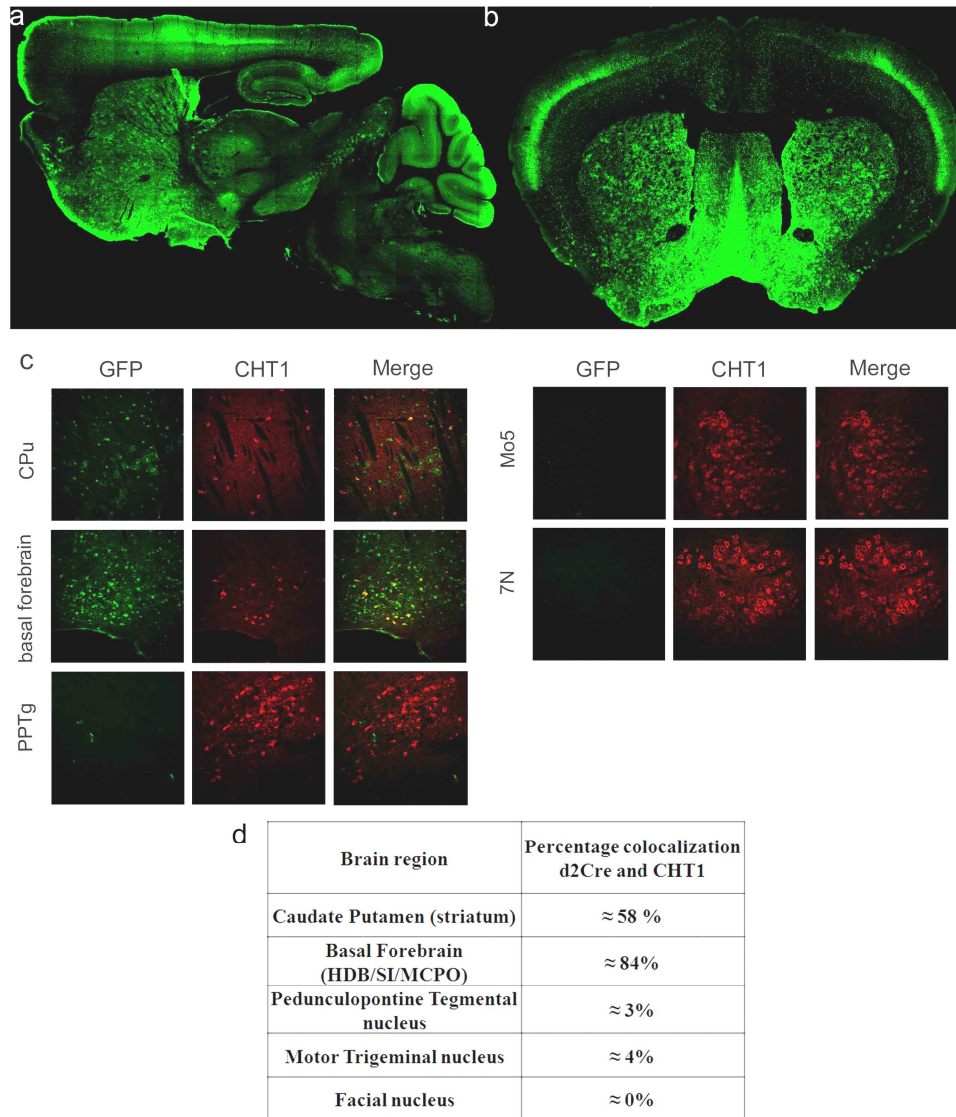 a
b
c
GFP CHT1 Merge
CPu
basal forebrain
PPTg
GFP CHT1 Merge
Mo5
7N
d
Brain region
Percentage colocalization
d2Cre and CHT1
Caudate Putamen (striatum)
≈ 58 %
Basal Forebrain
(HDB/SI/MCPO)
≈ 84%
Pedunculopontine Tegmental
nucleus
≈ 3%
Motor Trigeminal nucleus
≈ 4%
Facial nucleus
≈ 0%